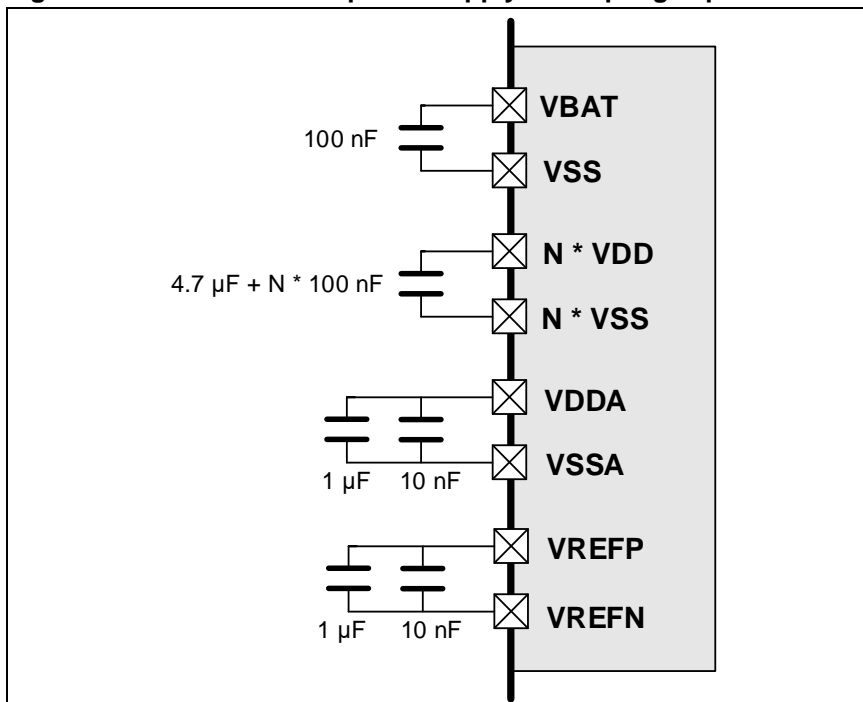 VBAT
100 nF
VSS
N * VDD
4.7 µF + N * 100 nF
N * VSS
VDDA
VSSA
1 µF 10 nF
VREFP
VREFN
1 µF 10 nF